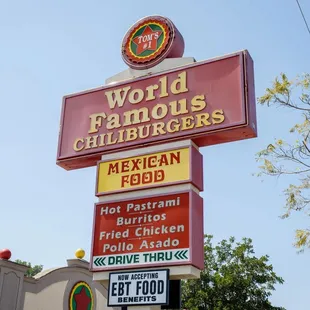 TOM'S
#1
World
Famous
CHILIBURGERS
MEXICAN
FOOD
Hot Pastrami
Burritos
Fried Chicken
Pollo Asado
DRIVE THRU
NOW ACCEPTING
EBT FOOD